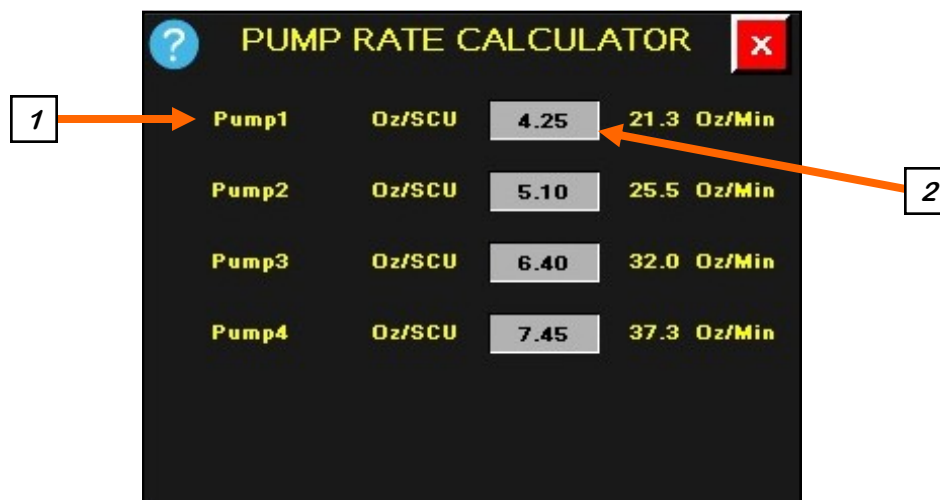 ? PUMP RATE CALCULATOR X
1 Pump1 Oz/SCU 4.25 21.3 Oz/Min
2
Pump2 Oz/SCU 5.10 25.5 Oz/Min
Pump3 Oz/SCU 6.40 32.0 Oz/Min
Pump4 Oz/SCU 7.45 37.3 Oz/Min